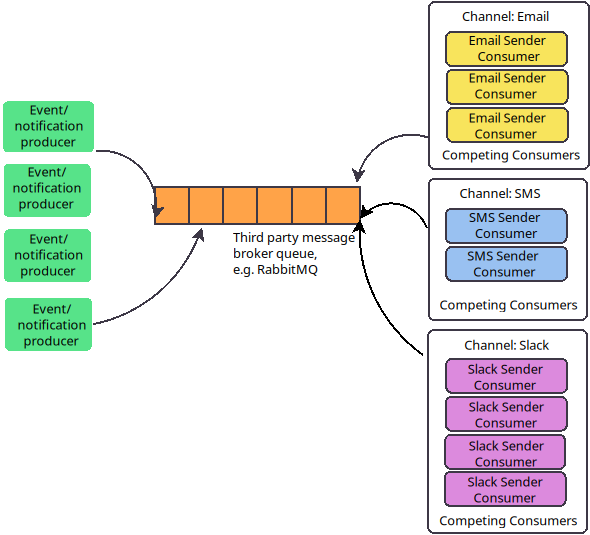 Event/
notification
producer
Event/
notification
producer
Event/
notification
producer
Event/
notification
producer
Third party message
broker queue,
e.g. RabbitMQ
Channel: Email
Email Sender
Consumer
Email Sender
Consumer
Email Sender
Consumer
Competing Consumers
Channel: SMS
SMS Sender
Consumer
SMS Sender
Consumer
Competing Consumers
Channel: Slack
Slack Sender
Consumer
Slack Sender
Consumer
Slack Sender
Consumer
Slack Sender
Consumer
Competing Consumers